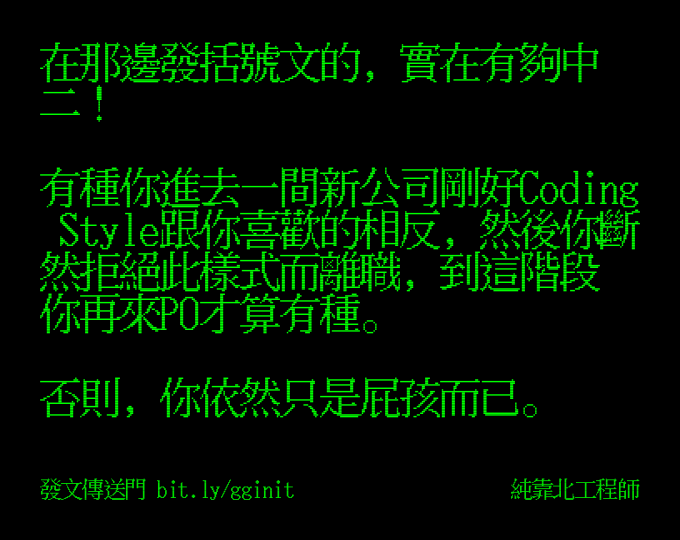 在那邊發括號文的，實在有夠中
二！
有種你進去一間新公司剛好Coding
Style跟你喜歡的相反，然後你斷
然拒絕此樣式而離職，到這階段
你再來PO才算有種。
否則，你依然只是屁孩而已。
發文傳送門 bit.ly/gginit
純靠北工程師